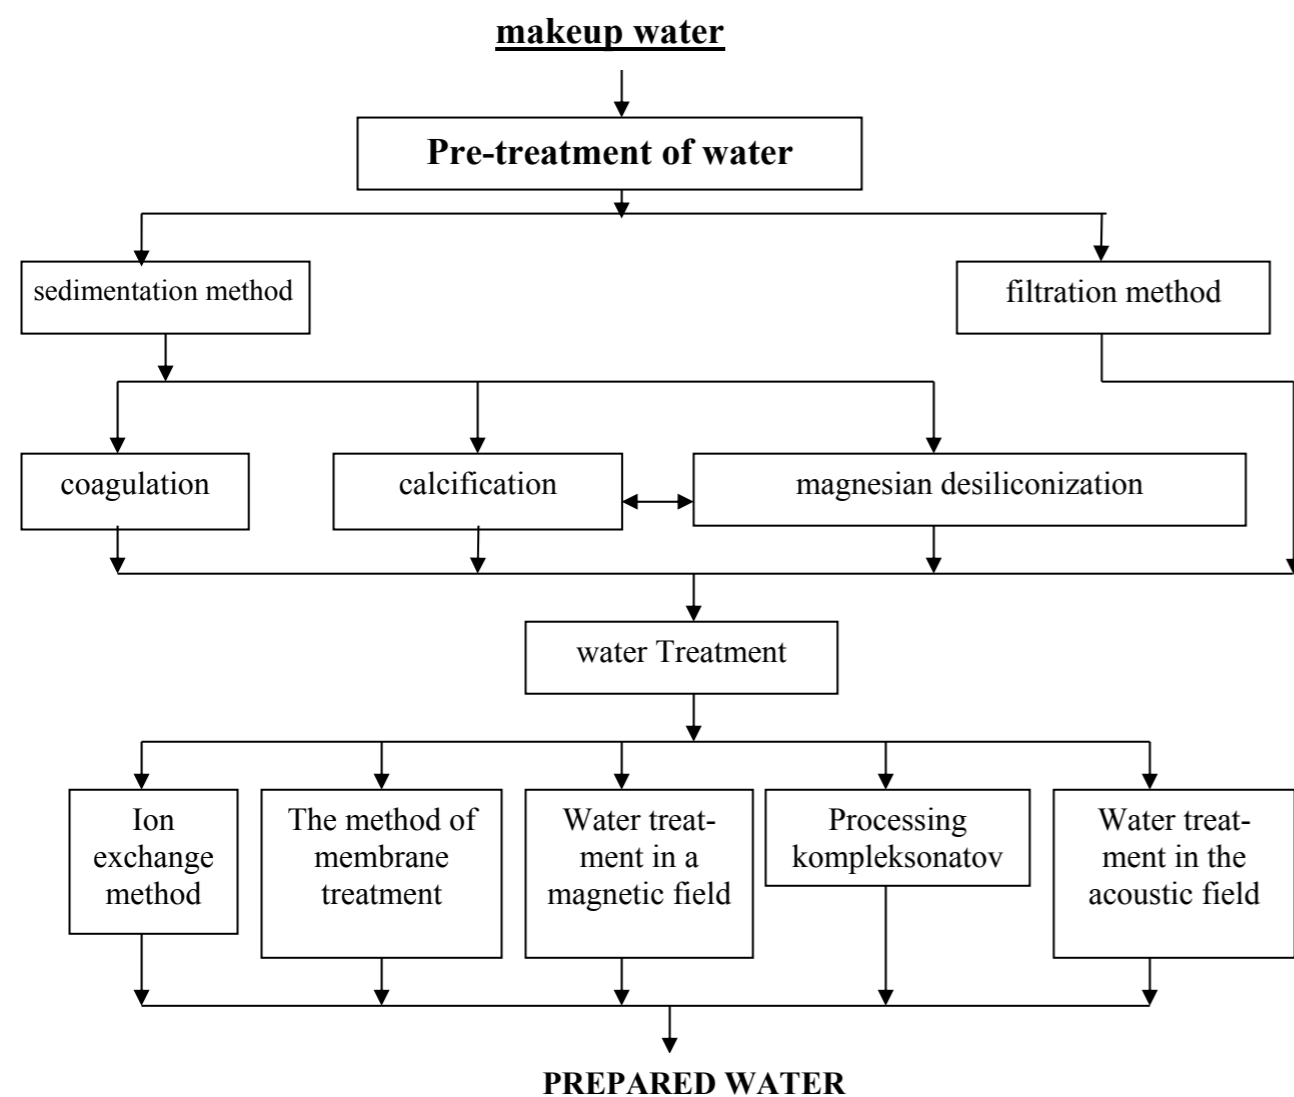 makeup water
Pre-treatment of water
sedimentation method
filtration method
coagulation
calcification
magnesian desiliconization
water Treatment
Ion
exchange
method
The method of
membrane
treatment
Water treat-
ment in a
magnetic field
Processing
kompleksonatov
Water treat-
ment in the
acoustic field
PREPARED WATER